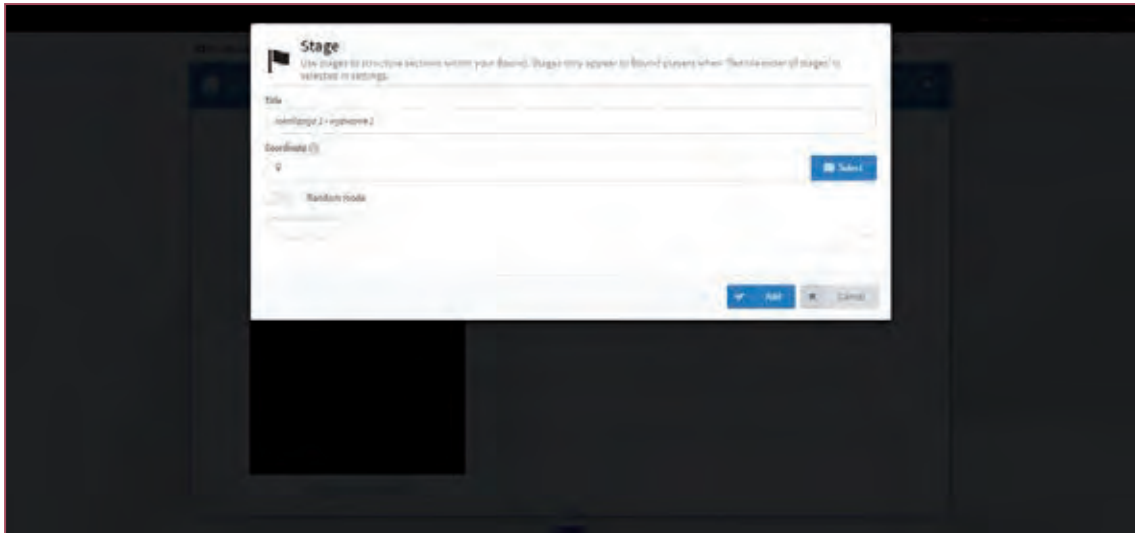 Stage
Use stages to structure sections within your Bound. Stages only appear to Bound players when 'flexible order of stages' is
selected in settings.
Title
Coordinate
Select
Random mode
Add
Cancel